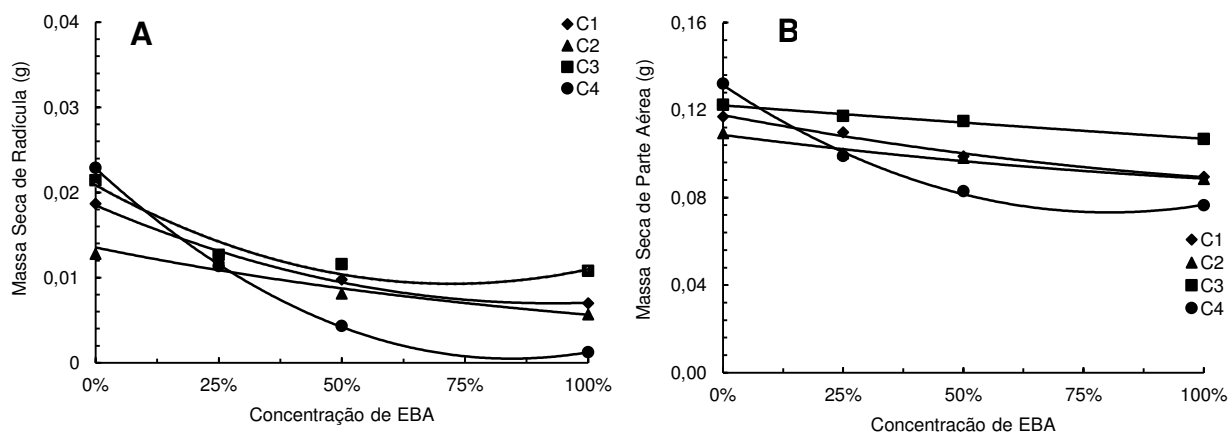 A
C1
C2
C3
C4
Massa Seca de Radícula (g)
0,04
0,03
0,02
0,01
0
0%
25%
50%
75%
100%
Concentração de EBA
B
Massa Seca de Parte Aérea (g)
0,16
0,12
0,08
0,04
0,00
C1
C2
C3
C4
0%
25%
50%
75%
100%
Concentração de EBA